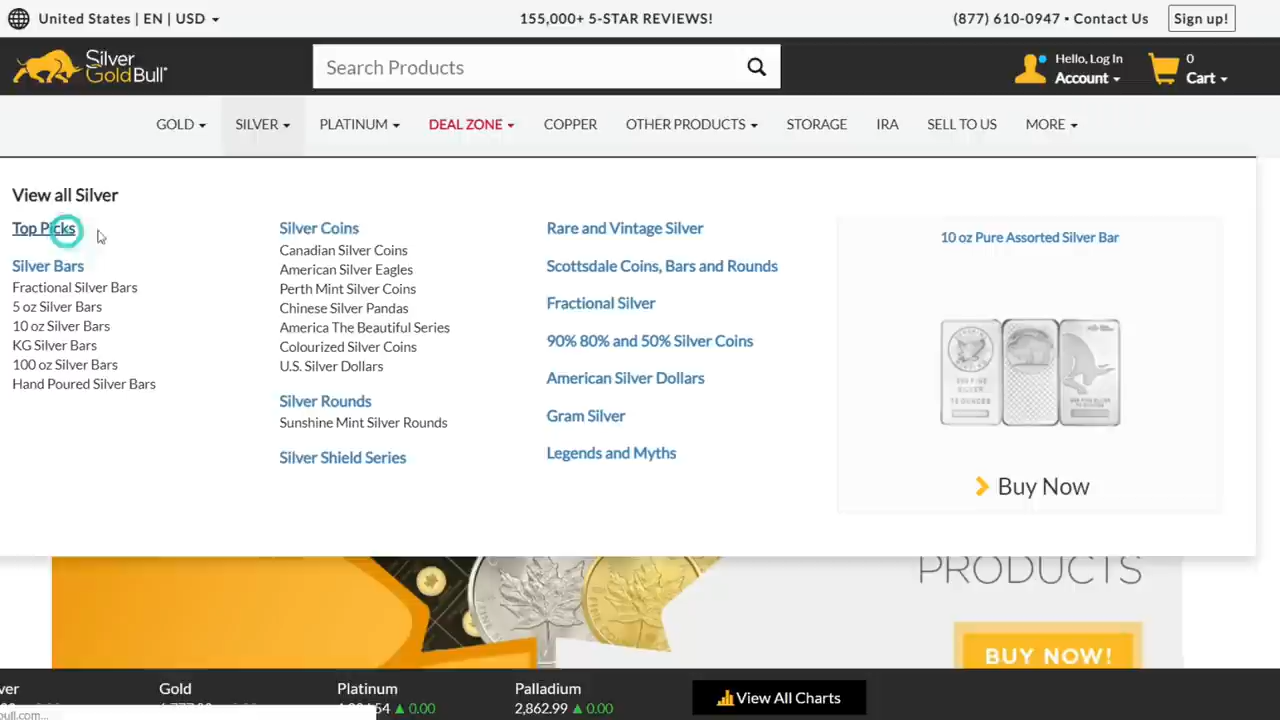 United States | EN | USD
155,000+ 5-STAR REVIEWS!
(877) 610-0947 • Contact Us
Sign up!
Silver
GoldBull
Search Products
Hello, Log In
Account
0
Cart
GOLD
SILVER
PLATINUM
DEAL ZONE
COPPER
OTHER PRODUCTS
STORAGE
IRA
SELL TO US
MORE
View all Silver
Top Picks
Silver Bars
Fractional Silver Bars
5 oz Silver Bars
10 oz Silver Bars
KG Silver Bars
100 oz Silver Bars
Hand Poured Silver Bars
Silver Coins
Canadian Silver Coins
American Silver Eagles
Perth Mint Silver Coins
Chinese Silver Pandas
America The Beautiful Series
Colourized Silver Coins
U.S. Silver Dollars
Silver Rounds
Sunshine Mint Silver Rounds
Silver Shield Series
Rare and Vintage Silver
Scottsdale Coins, Bars and Rounds
Fractional Silver
90% 80% and 50% Silver Coins
American Silver Dollars
Gram Silver
Legends and Myths
10 oz Pure Assorted Silver Bar
Buy Now
PRODUCTS
BUY NOW!
ver
Gold
Platinum
54 ▲ 0.00
Palladium
2,862.99 ▲ 0.00
View All Charts
bull.com...